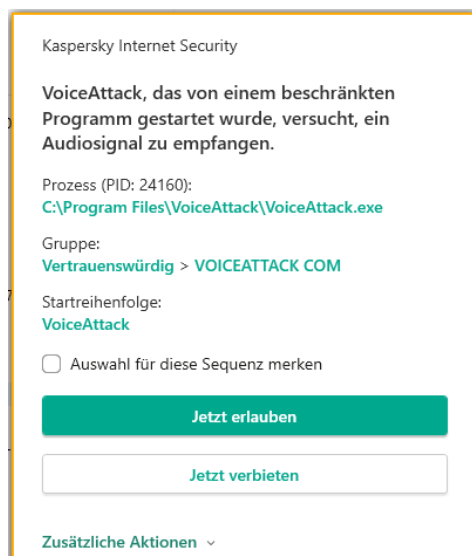 Kaspersky Internet Security
VoiceAttack, das von einem beschränkten
Programm gestartet wurde, versucht, ein
Audiosignal zu empfangen.
Prozess (PID: 24160):
C:\Program Files\VoiceAttack\VoiceAttack.exe
Gruppe:
Vertrauenswürdig > VOICEATTACK COM
Startreihenfolge:
VoiceAttack
Auswahl für diese Sequenz merken
Jetzt erlauben
Jetzt verbieten
Zusätzliche Aktionen